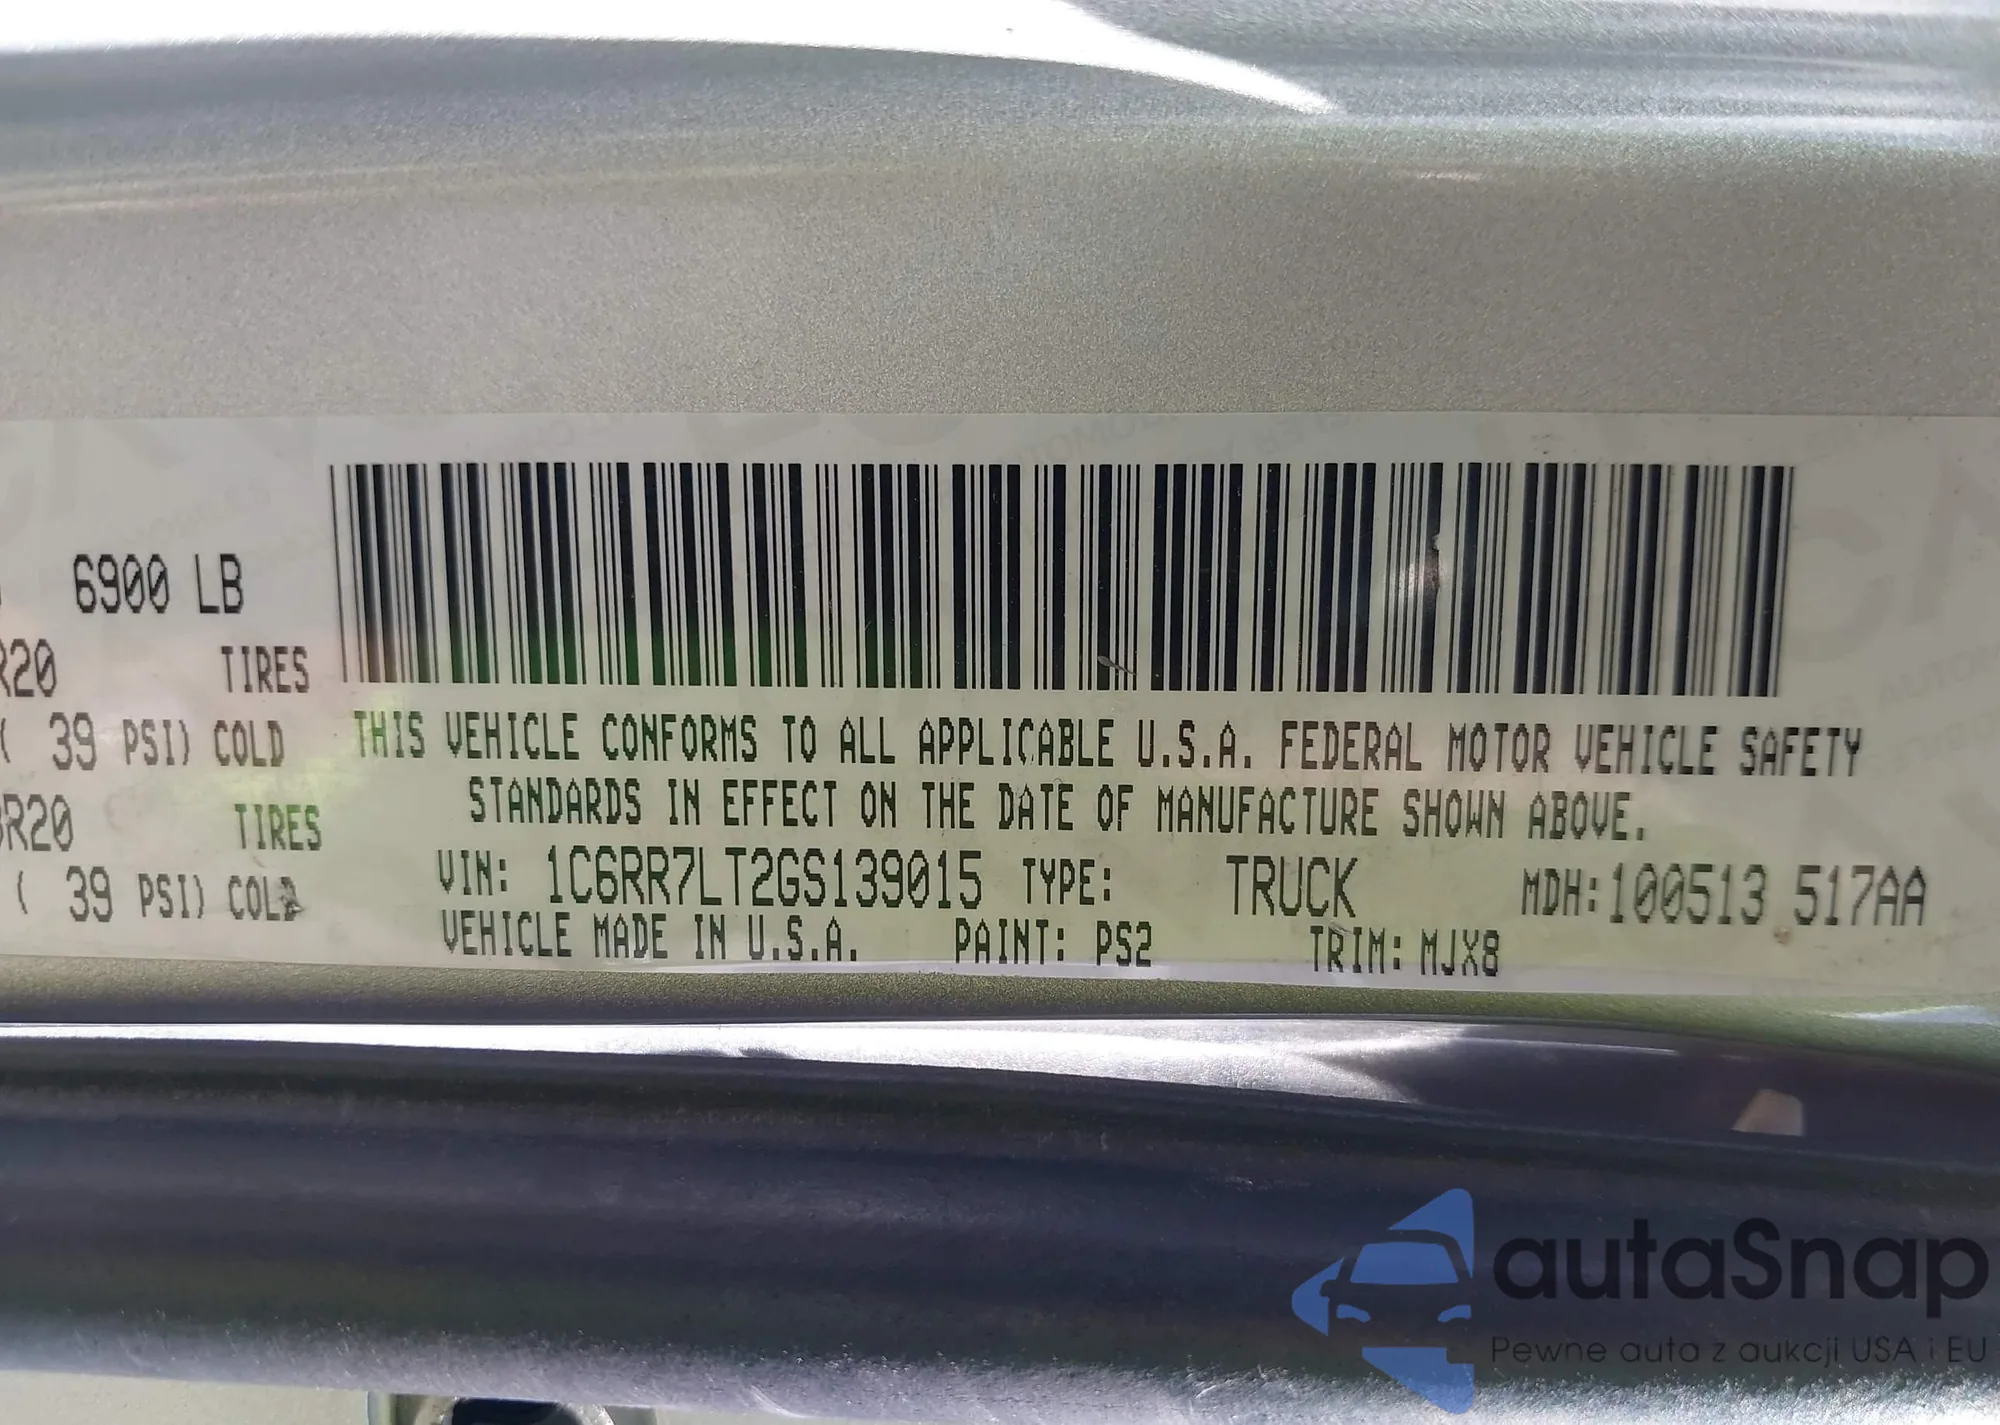 6900 LB
R20 TIRES
( 39 PSI) COLD
R20 TIRES
( 39 PSI) COLD
THIS VEHICLE CONFORMS TO ALL APPLICABLE U.S.A. FEDERAL MOTOR VEHICLE SAFETY
STANDARDS IN EFFECT ON THE DATE OF MANUFACTURE SHOWN ABOVE.
VIN: 1C6RR7LT2GS139015 TYPE: TRUCK MDH:100513 517AA
VEHICLE MADE IN U.S.A. PAINT: PS2 TRIM: MJX8
autaSnap
Pewne auta z aukcji USA i EU